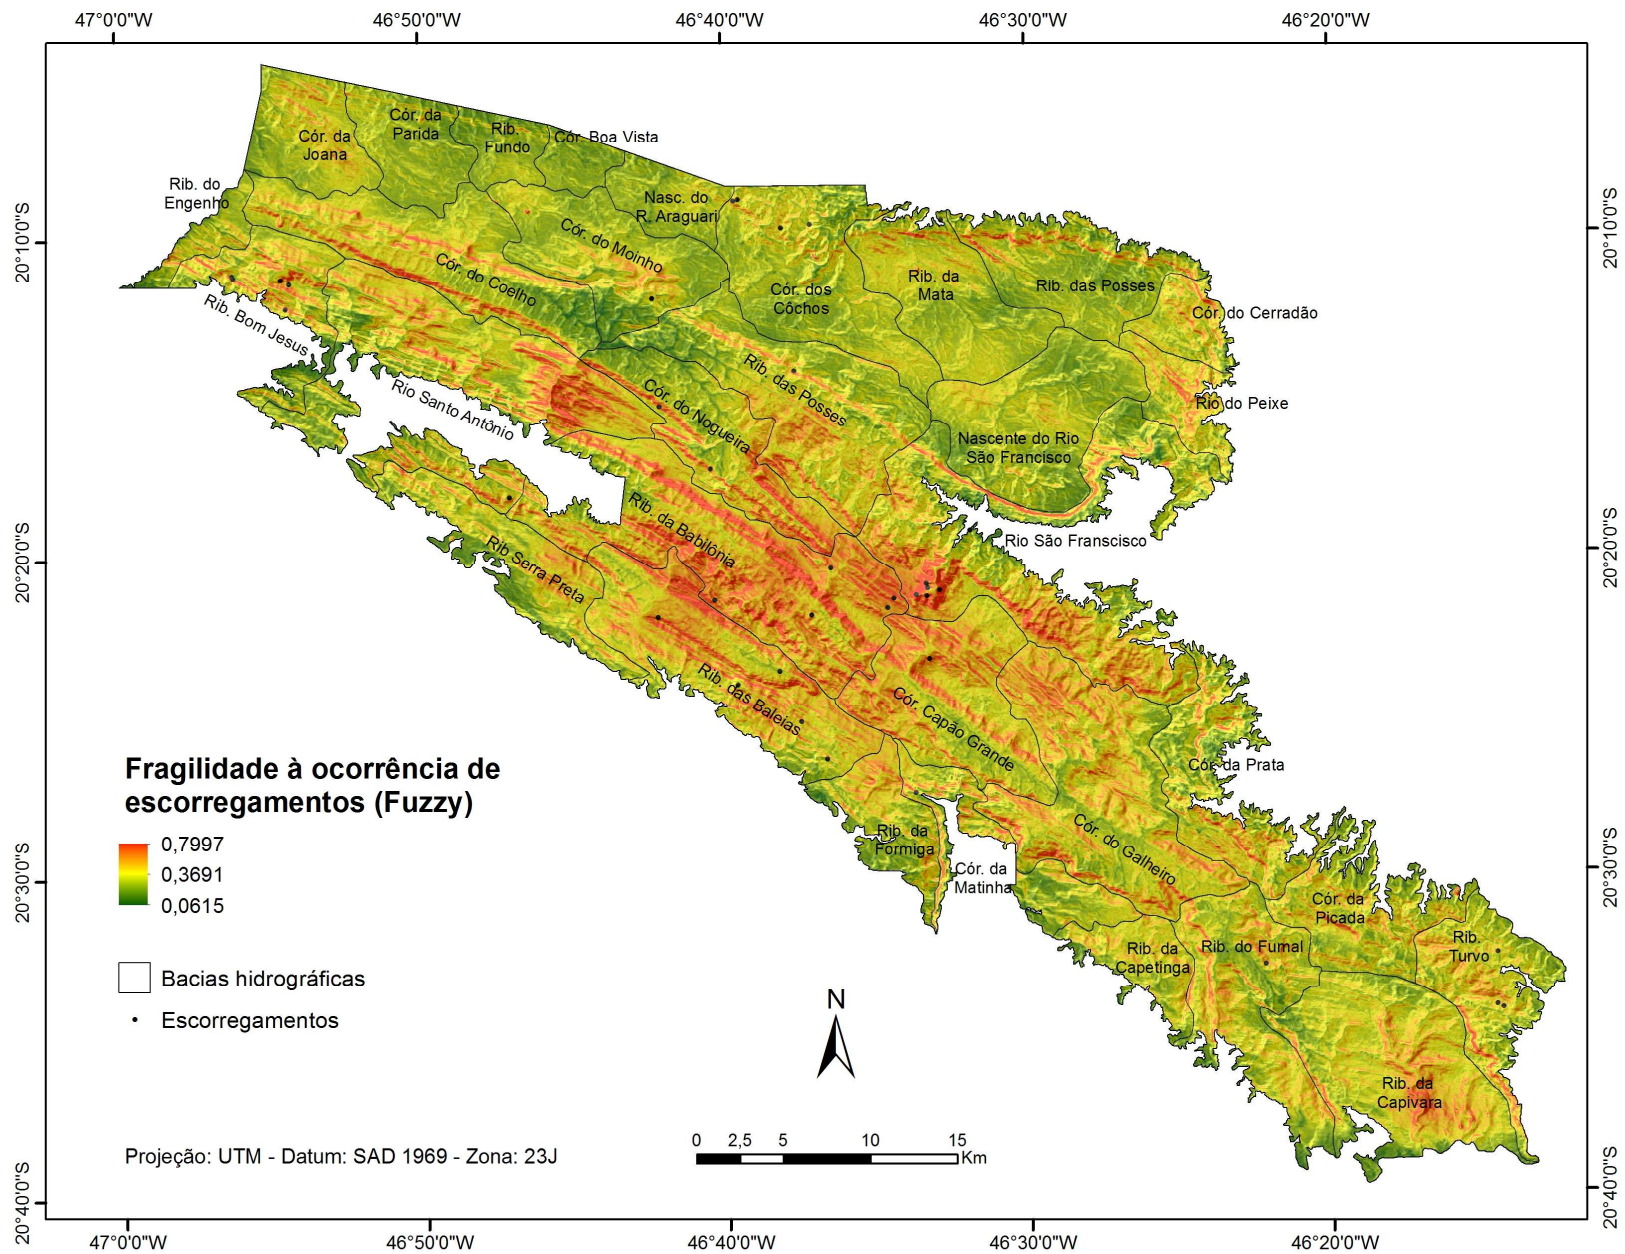 47°0'0"W
46°50'0"W
46°40'0"W
46°30'0"W
46°20'0"W
20°10'0"S
20°20'0"S
20°30'0"S
20°40'0"S
20°10'0"S
20°20'0"S
20°30'0"S
20°40'0"S
Cór. da
Joana
Cór. da
Parida
Rib.
Fundo
Cór. Boa Vista
Rib. do
Engenho
Nasc. do
R. Araguari
Cór. do Moinho
Cór. do Coelho
Cór. dos
Côchos
Rib. da
Mata
Rib. das Posses
Cór. do Cerradão
Rib. Bom Jesus
Rio Santo Antônio
Cór. do Nogueira
Rib. das Posses
Rio do Peixe
Nascente do Rio
São Francisco
Rib. da Babilônia
Rio São Franscisco
Rib Serra Preta
Rib. das Baleias
Cór. Capão Grande
Cór. da Prata
Rib. da
Formiga
Cór. da
Matinha
Cór. do Galheiro
Cór. da
Picada
Rib. da
Capetinga
Rib. do Fumal
Rib.
Turvo
Rib. da
Capivara
Fragilidade à ocorrência de
escorregamentos (Fuzzy)
0,7997
0,3691
0,0615
Bacias hidrográficas
Escorregamentos
N
Projeção: UTM - Datum: SAD 1969 - Zona: 23J
0 2,5 5 10 15
Km
47°0'0"W
46°50'0"W
46°40'0"W
46°30'0"W
46°20'0"W